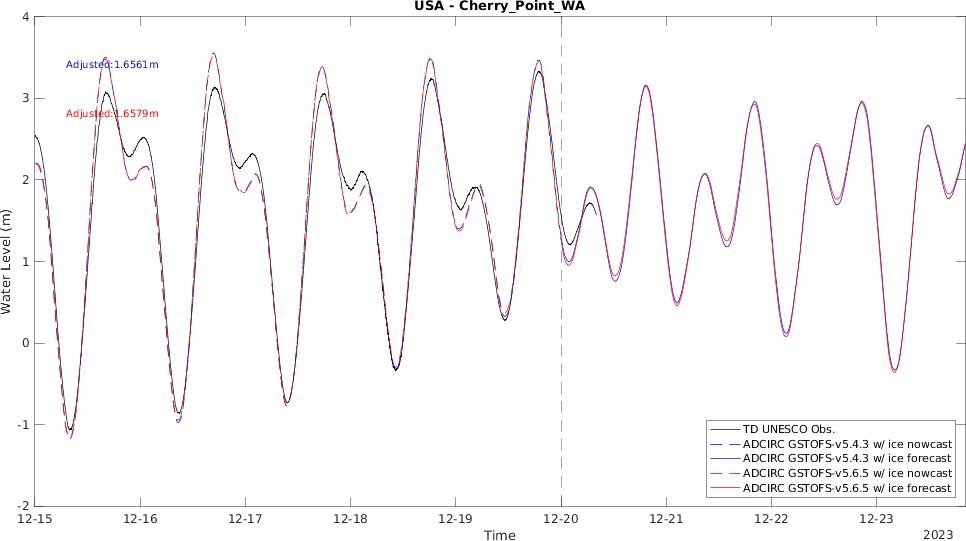 USA - Cherry_Point_WA
4
Adjusted:1.6561m
3
Adjusted:1.6579m
2
1
0
-1
-2
Water Level (m)
TD UNESCO Obs.
ADCIRC GSTOFS-v5.4.3 w/ ice nowcast
ADCIRC GSTOFS-v5.4.3 w/ ice forecast
ADCIRC GSTOFS-v5.6.5 w/ ice nowcast
ADCIRC GSTOFS-v5.6.5 w/ ice forecast
12-15 12-16 12-17 12-18 12-19 12-20 12-21 12-22 12-23
Time
2023